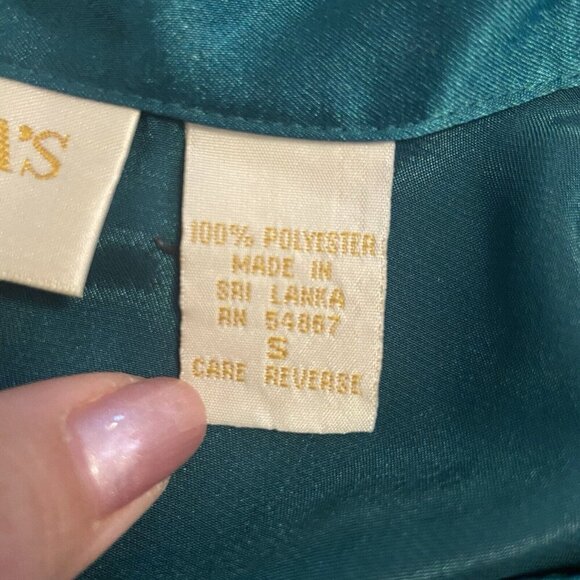 'S
100% POLYESTER
MADE IN
SRI LANKA
RN 54867
S
CARE REVERSE